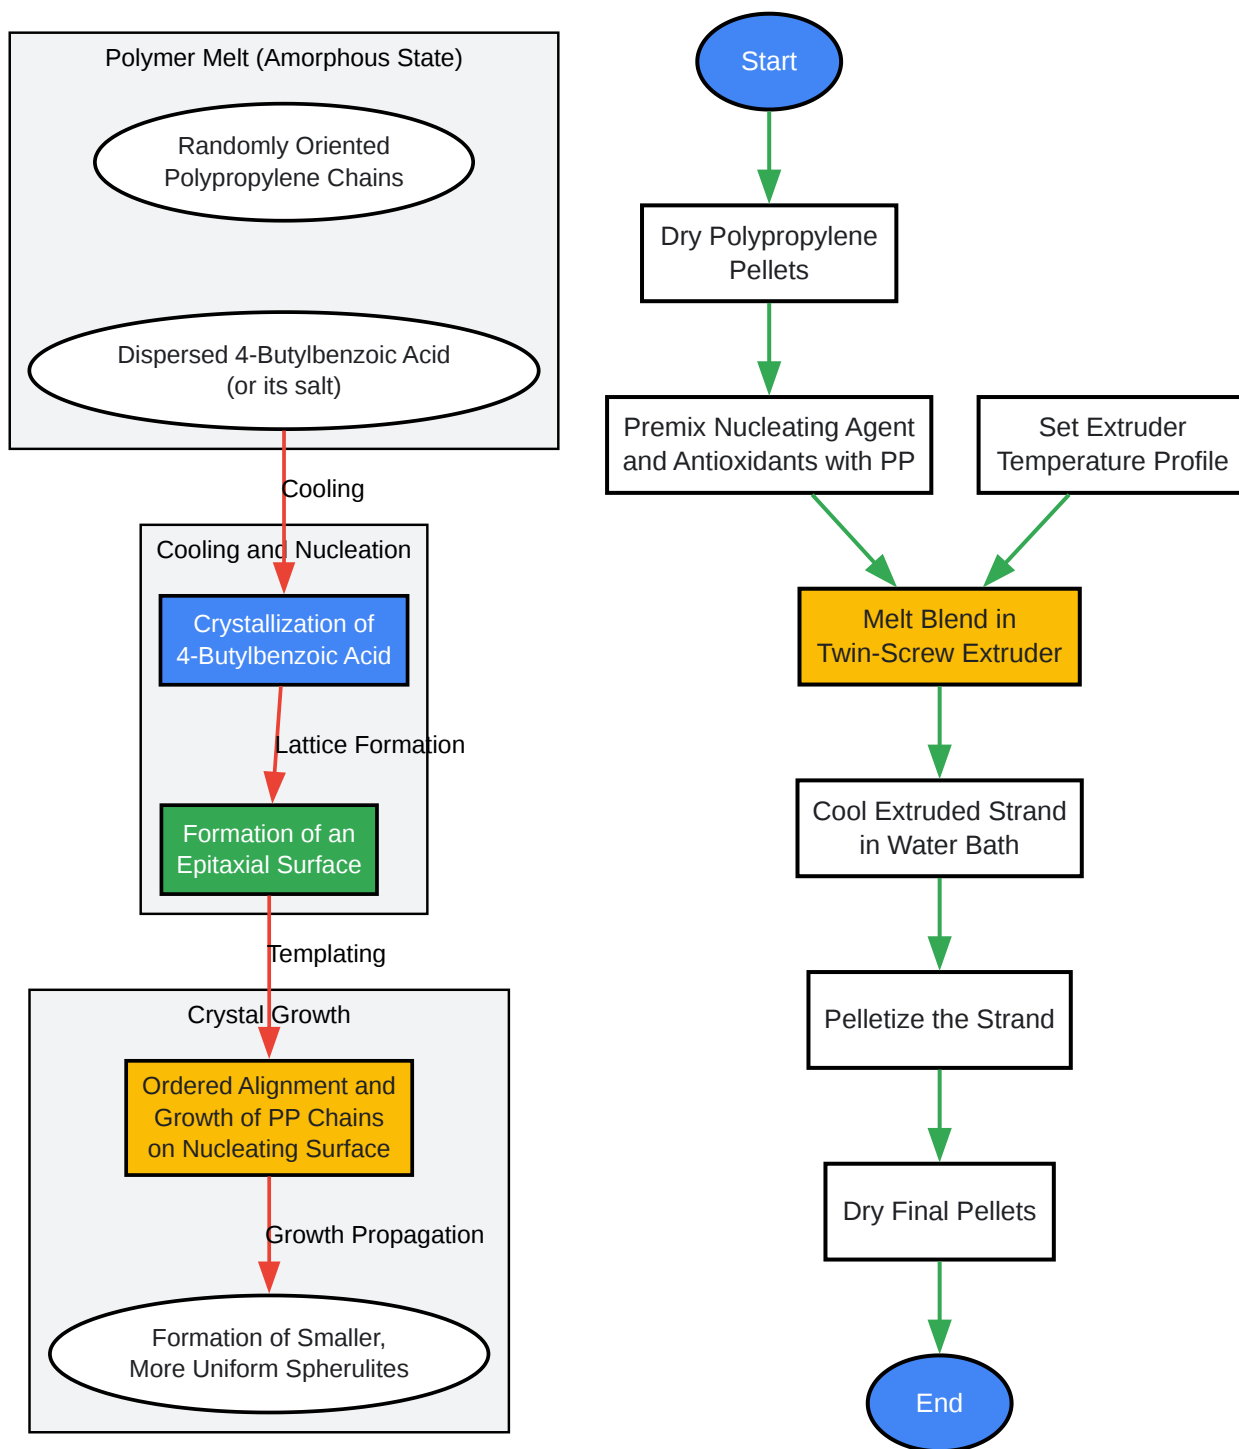 Polymer Melt (Amorphous State)
Randomly Oriented
Polypropylene Chains
Dispersed 4-Butylbenzoic Acid
(or its salt)
Cooling
Cooling and Nucleation
Crystallization of
4-Butylbenzoic Acid
Lattice Formation
Formation of an
Epitaxial Surface
Templating
Crystal Growth
Ordered Alignment and
Growth of PP Chains
on Nucleating Surface
Growth Propagation
Formation of Smaller,
More Uniform Spherulites
Start
Dry Polypropylene
Pellets
Premix Nucleating Agent
and Antioxidants with PP
Set Extruder
Temperature Profile
Melt Blend in
Twin-Screw Extruder
Cool Extruded Strand
in Water Bath
Pelletize the Strand
Dry Final Pellets
End